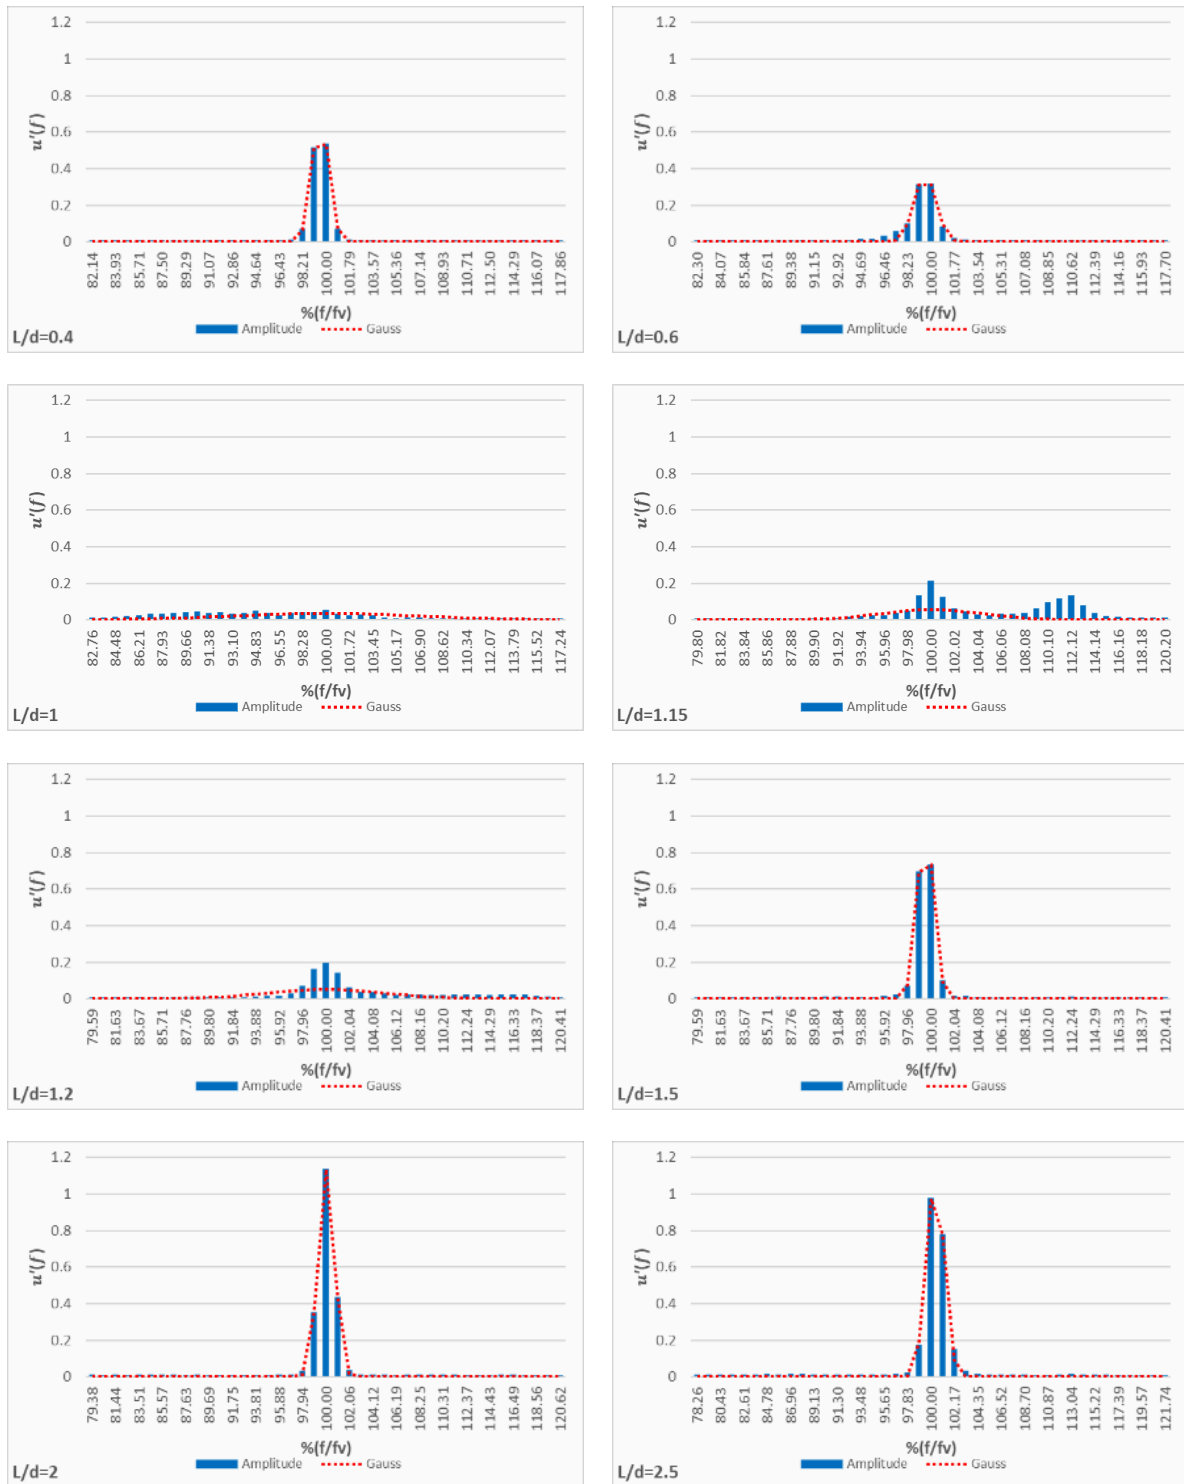 1.2
1
0.8
0.6
0.4
0.2
0
u'(f)
82.14 83.93 85.71 87.50 89.29 91.07 92.86 94.64 96.43 98.21 100.00 101.79 103.57 105.36 107.14 108.93 110.71 112.50 114.29 116.07 117.86
%(f/fv)
Amplitude Gauss
L/d=0.4
1.2
1
0.8
0.6
0.4
0.2
0
u'(f)
82.30 84.07 85.84 87.61 89.38 91.15 92.92 94.69 96.46 98.23 100.00 101.77 103.54 105.31 107.08 108.85 110.62 112.39 114.16 115.93 117.70
%(f/fv)
Amplitude Gauss
L/d=0.6
1.2
1
0.8
0.6
0.4
0.2
0
u'(f)
82.76 84.48 86.21 87.93 89.66 91.38 93.10 94.83 96.55 98.28 100.00 101.72 103.45 105.17 106.90 108.62 110.34 112.07 113.79 115.52 117.24
%(f/fv)
Amplitude Gauss
L/d=1
1.2
1
0.8
0.6
0.4
0.2
0
u'(f)
79.80 81.82 83.84 85.86 87.88 89.90 91.92 93.94 95.96 97.98 100.00 102.02 104.04 106.06 108.08 110.10 112.12 114.14 116.16 118.18 120.20
%(f/fv)
Amplitude Gauss
L/d=1.15
1.2
1
0.8
0.6
0.4
0.2
0
u'(f)
79.59 81.63 83.67 85.71 87.76 89.80 91.84 93.88 95.92 97.96 100.00 102.04 104.08 106.12 108.16 110.20 112.24 114.29 116.33 118.37 120.41
%(f/fv)
Amplitude Gauss
L/d=1.2
1.2
1
0.8
0.6
0.4
0.2
0
u'(f)
79.59 81.63 83.67 85.71 87.76 89.80 91.84 93.88 95.92 97.96 100.00 102.04 104.08 106.12 108.16 110.20 112.24 114.29 116.33 118.37 120.41
%(f/fv)
Amplitude Gauss
L/d=1.5
1.2
1
0.8
0.6
0.4
0.2
0
u'(f)
79.38 81.44 83.51 85.57 87.63 89.69 91.75 93.81 95.88 97.94 100.00 102.06 104.12 106.19 108.25 110.31 112.37 114.43 116.49 118.56 120.62
%(f/fv)
Amplitude Gauss
L/d=2
1.2
1
0.8
0.6
0.4
0.2
0
u'(f)
78.26 80.43 82.61 84.78 86.96 89.13 91.30 93.48 95.65 97.83 100.00 102.17 104.35 106.52 108.70 110.87 113.04 115.22 117.39 119.57 121.74
%(f/fv)
Amplitude Gauss
L/d=2.5